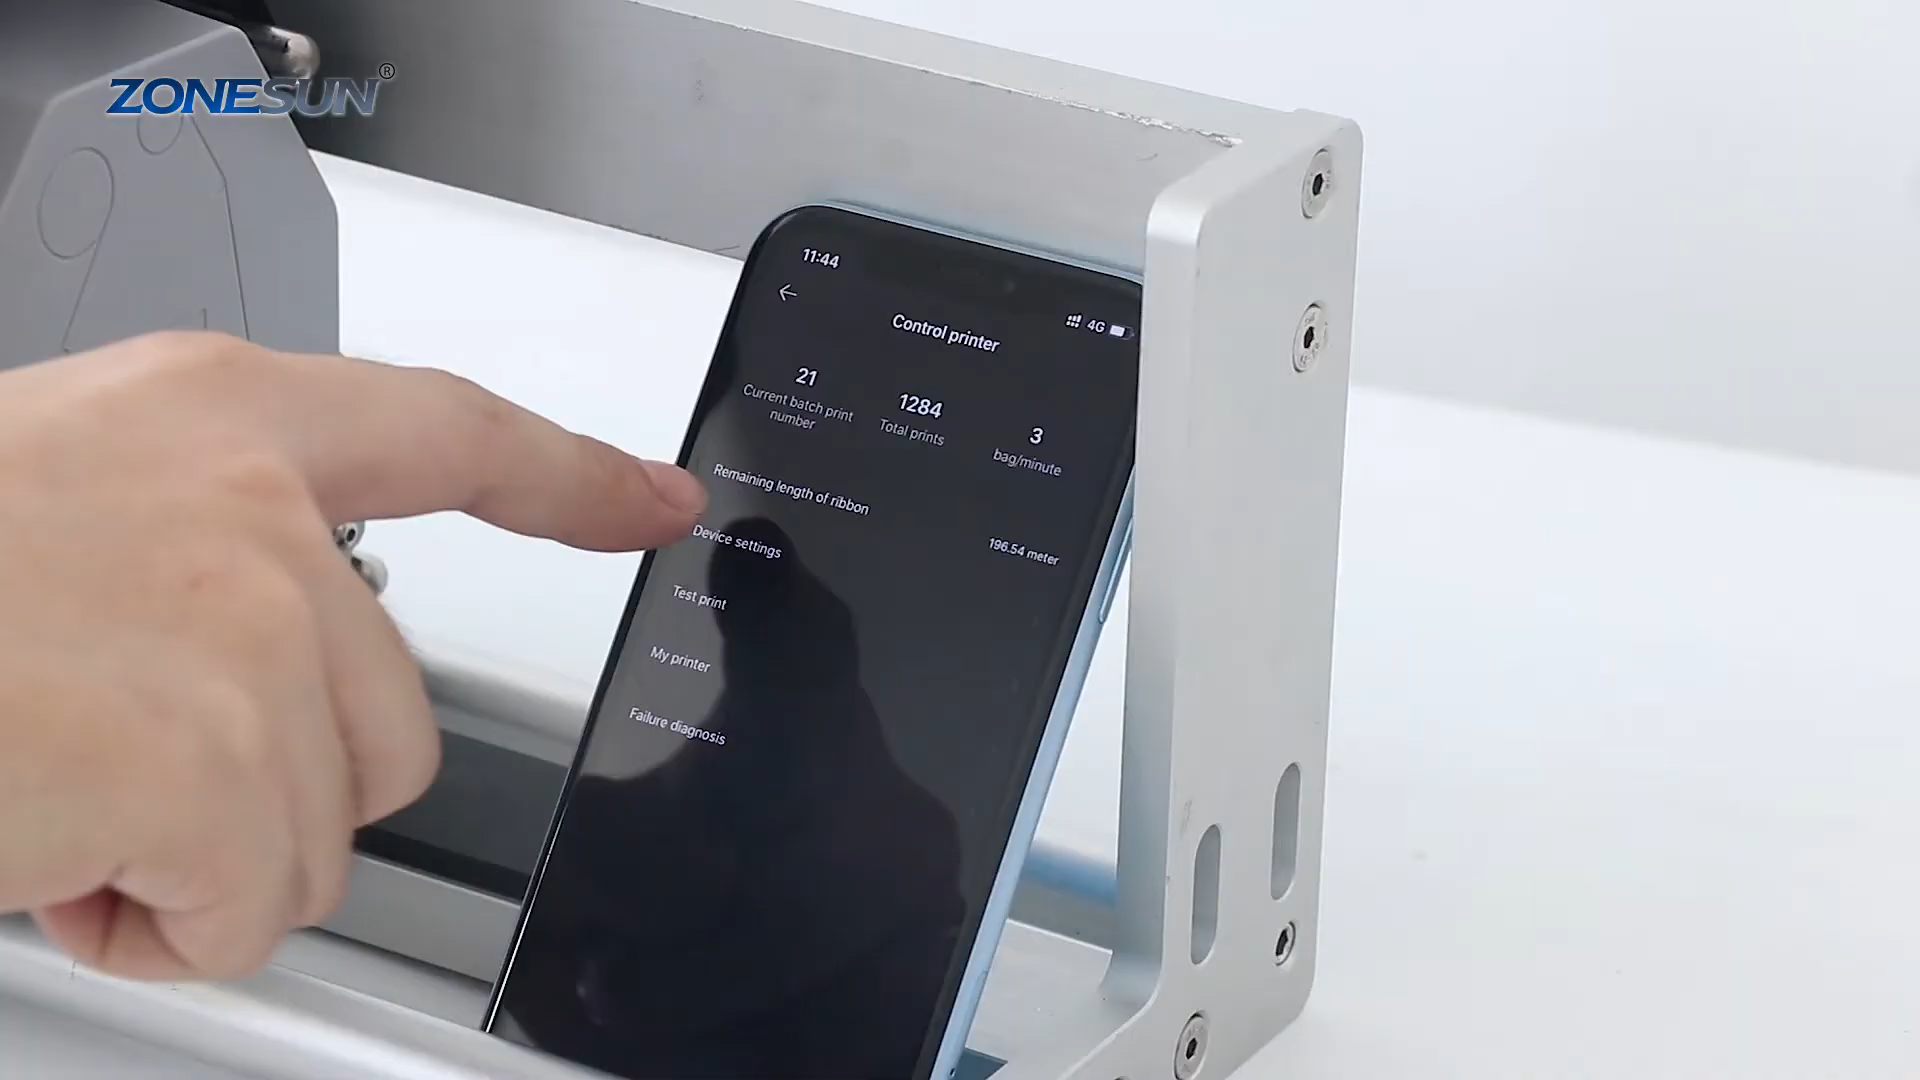 ZONESUN®
11:44
4G
Control printer
21
Current batch print
number
1284
Total prints
3
bag/minute
Remaining length of ribbon
196.54 meter
Device settings
Test print
My printer
Failure diagnosis